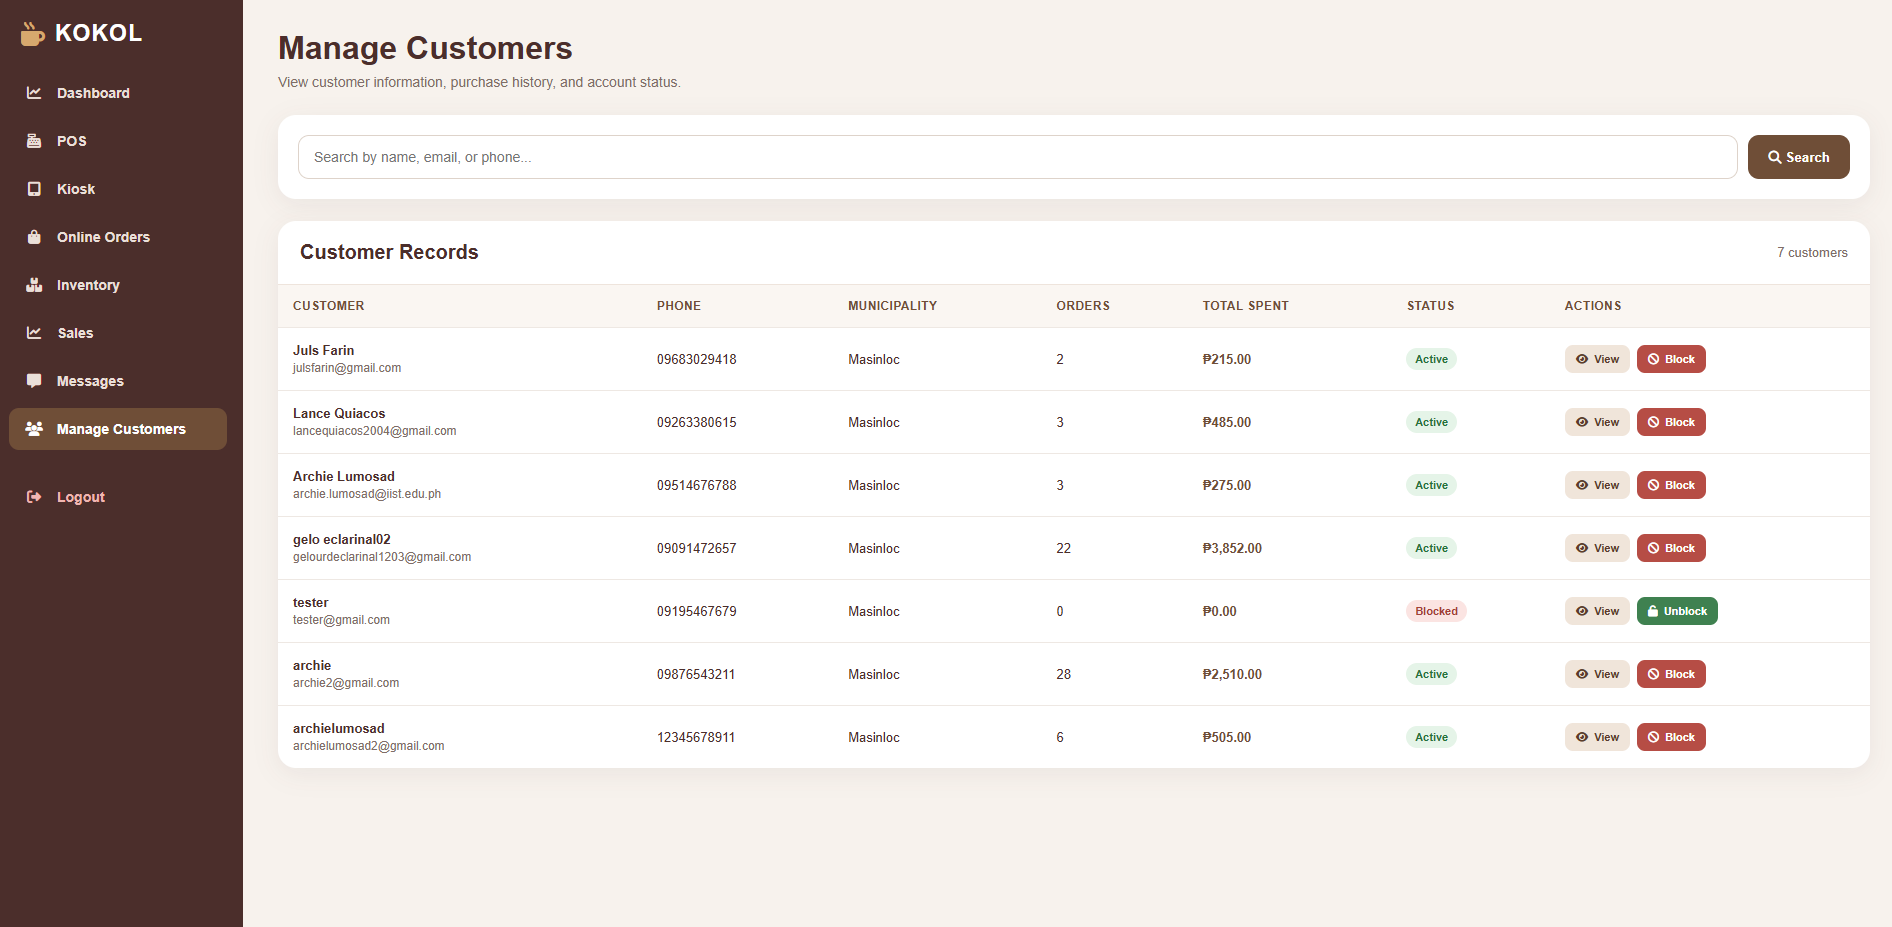 KOKOL
Dashboard
POS
Kiosk
Online Orders
Inventory
Sales
Messages
Manage Customers
Logout
Manage Customers
View customer information, purchase history, and account status.
Search by name, email, or phone...
Search
Customer Records
7 customers
CUSTOMER PHONE MUNICIPALITY ORDERS TOTAL SPENT STATUS ACTIONS
Juls Farin
julsfarin@gmail.com
09683029418 Masinloc 2 ₱215.00 Active View Block
Lance Quiacos
lancequiacos2004@gmail.com
09263380615 Masinloc 3 ₱485.00 Active View Block
Archie Lumosad
archie.lumosad@iist.edu.ph
09514676788 Masinloc 3 ₱275.00 Active View Block
gelo eclarinal02
gelourdeclarinal1203@gmail.com
09091472657 Masinloc 22 ₱3,852.00 Active View Block
tester
tester@gmail.com
09195467679 Masinloc 0 ₱0.00 Blocked View Unblock
archie
archie2@gmail.com
09876543211 Masinloc 28 ₱2,510.00 Active View Block
archielumosad
archielumosad2@gmail.com
12345678911 Masinloc 6 ₱505.00 Active View Block